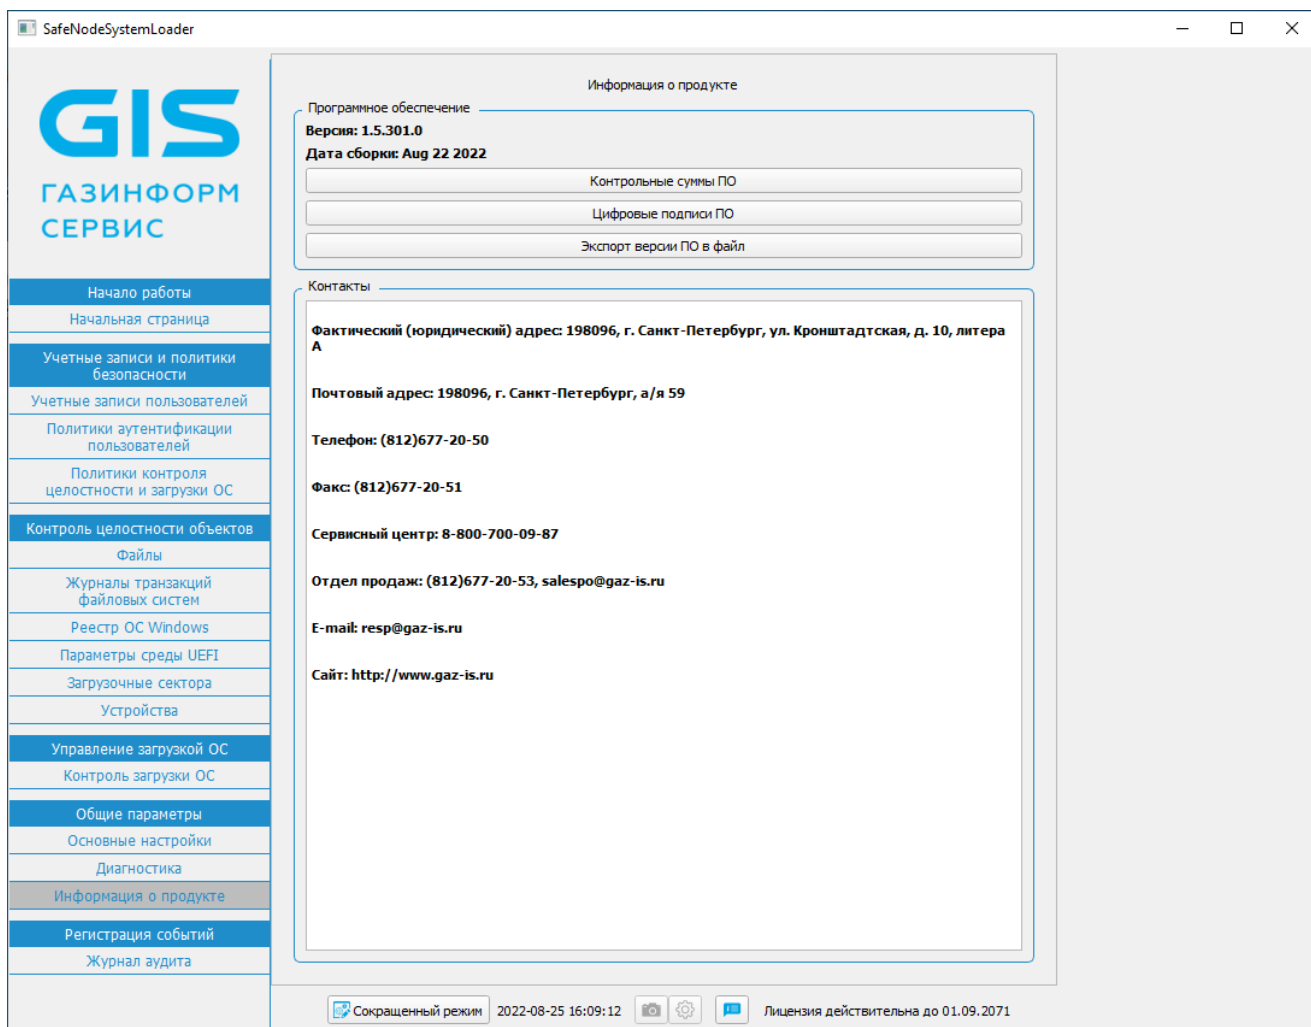 SafeNodeSystemLoader
GIS
ГАЗИНФОРМ
СЕРВИС
Начало работы
Начальная страница
Учетные записи и политики
безопасности
Учетные записи пользователей
Политики аутентификации
пользователей
Политики контроля
целостности и загрузки ОС
Контроль целостности объектов
Файлы
Журналы транзакций
файловых систем
Реестр ОС Windows
Параметры среды UEFI
Загрузочные сектора
Устройства
Управление загрузкой ОС
Контроль загрузки ОС
Общие параметры
Основные настройки
Диагностика
Информация о продукте
Регистрация событий
Журнал аудита
Информация о продукте
Программное обеспечение
Версия: 1.5.301.0
Дата сборки: Aug 22 2022
Контрольные суммы ПО
Цифровые подписи ПО
Экспорт версии ПО в файл
Контакты
Фактический (юридический) адрес: 198096, г. Санкт-Петербург, ул. Кронштадтская, д. 10, литера
А
Почтовый адрес: 198096, г. Санкт-Петербург, а/я 59
Телефон: (812)677-20-50
Факс: (812)677-20-51
Сервисный центр: 8-800-700-09-87
Отдел продаж: (812)677-20-53, salespo@gaz-is.ru
E-mail: resp@gaz-is.ru
Сайт: http://www.gaz-is.ru
Сокращенный режим
2022-08-25 16:09:12
Лицензия действительна до 01.09.2071